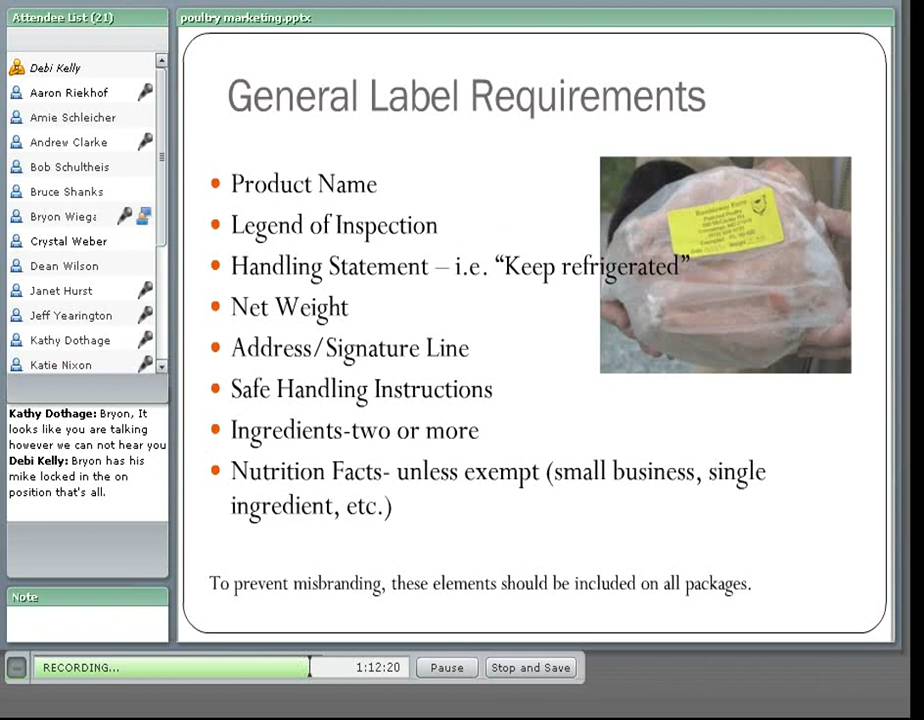 Attendee List (21)
Debi Kelly
Aaron Riekhof
Amie Schleicher
Andrew Clarke
Bob Schultheis
Bruce Shanks
Bryon Wiega
Crystal Weber
Dean Wilson
Janet Hurst
Jeff Yearington
Kathy Dothage
Katie Nixon
Kathy Dothage: Bryon, It
looks like you are talking
however we can not hear you
Debi Kelly: Bryon has his
mike locked in the on
position that's all.
Note
poultry marketing.pptx
General Label Requirements
• Product Name
• Legend of Inspection
• Handling Statement – i.e. “Keep refrigerated”
• Net Weight
• Address/Signature Line
• Safe Handling Instructions
• Ingredients-two or more
• Nutrition Facts- unless exempt (small business, single
ingredient, etc.)
To prevent misbranding, these elements should be included on all packages.
RECORDING...
1:12:20
Pause
Stop and Save